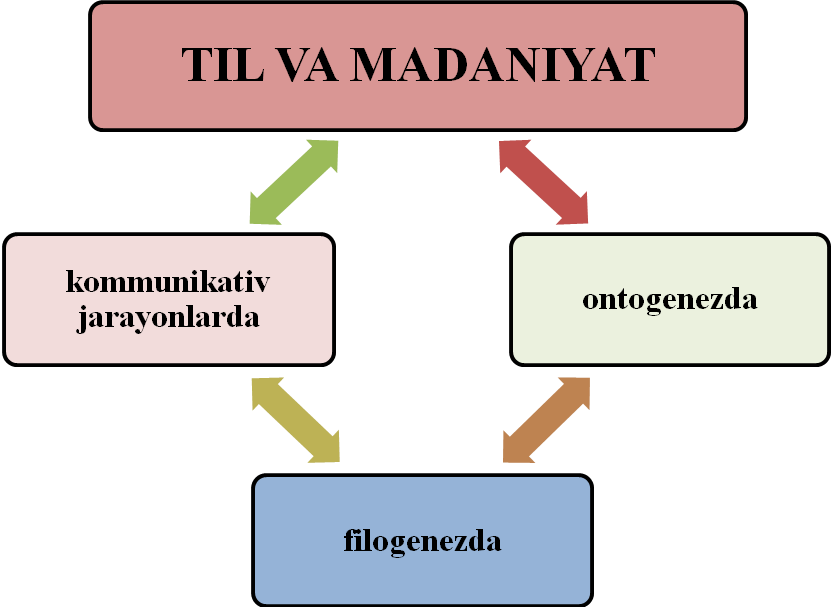 TIL VA MADANIYAT
kommunikativ
jarayonlarda
ontogenezda
filogenezda